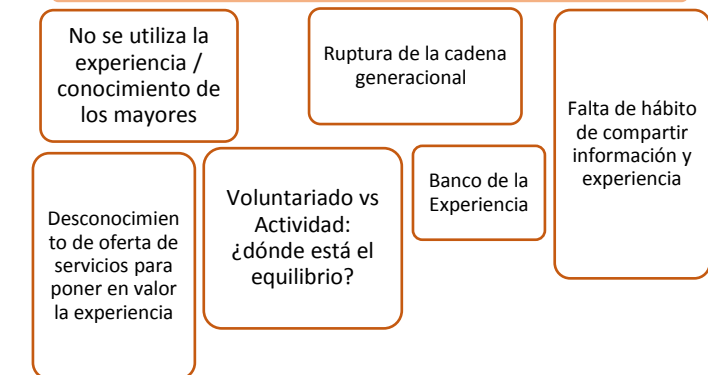 No se utiliza la
experiencia /
conocimiento de
los mayores
Ruptura de la cadena
generacional
Falta de hábito
de compartir
información y
experiencia
Desconocimien
to de oferta de
servicios para
poner en valor
la experiencia
Voluntariado vs
Actividad:
¿dónde está el
equilibrio?
Banco de la
Experiencia